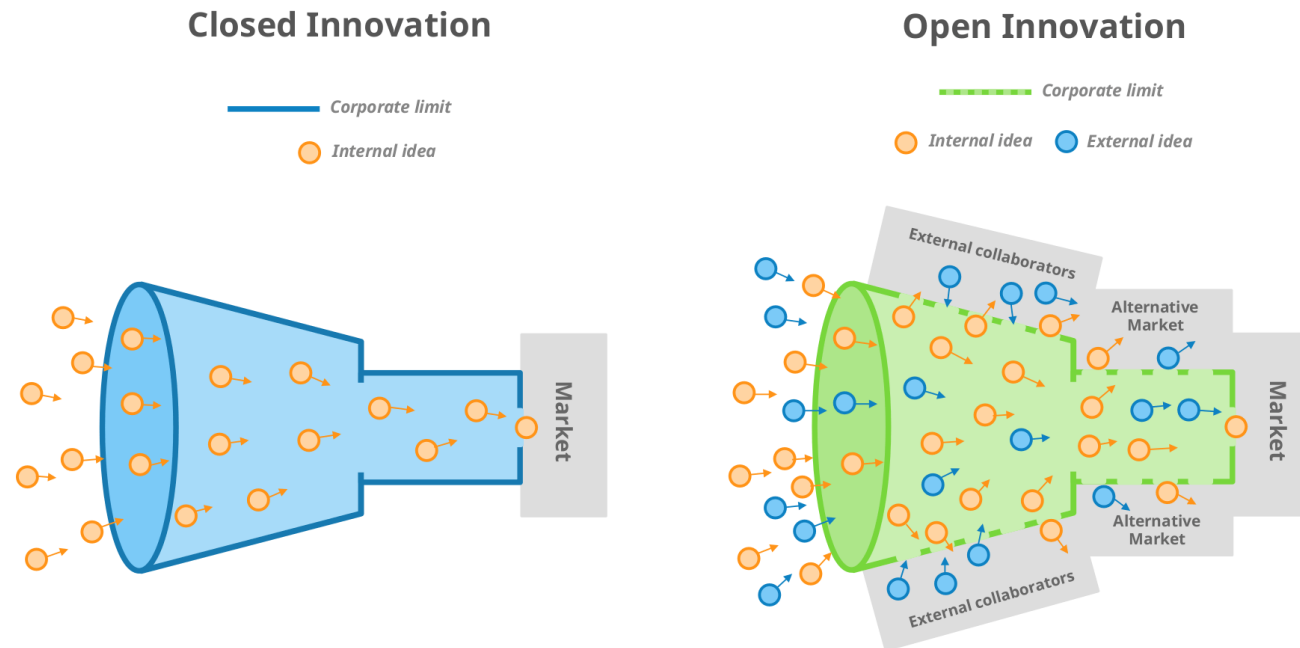 Closed Innovation
Corporate limit
Internal idea
Market
Open Innovation
Corporate limit
Internal idea
External idea
External collaborators
Alternative
Market
Market
Alternative
Market
External collaborators